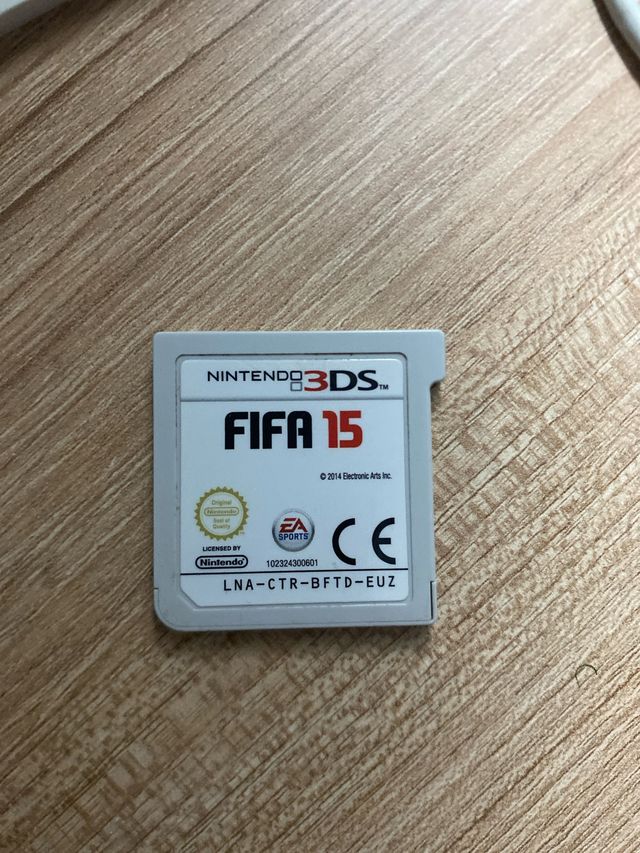 NINTENDO 3DS™
FIFA 15
© 2014 Electronic Arts Inc.
Original
Nintendo
Seal of
Quality
EA
SPORTS
CE
LICENSED BY
Nintendo
102324300601
LNA-CTR-BFTD-EUZ